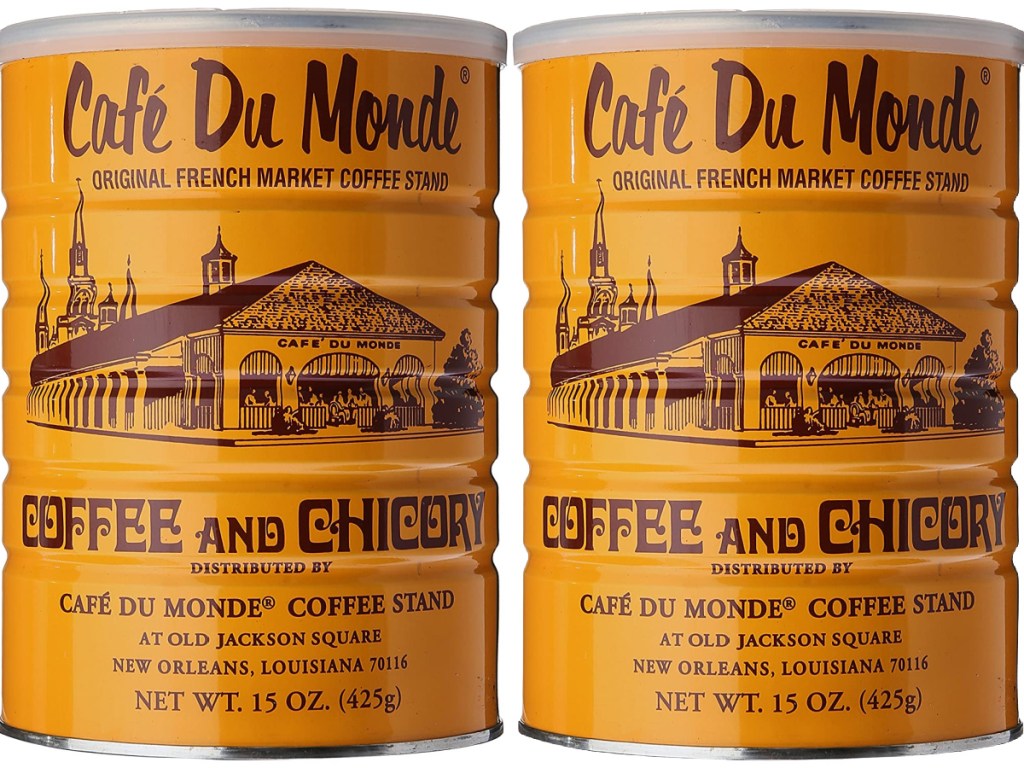 Café Du Monde®
ORIGINAL FRENCH MARKET COFFEE STAND
CAFE' DU MONDE
COFFEE AND CHICORY
DISTRIBUTED BY
CAFÉ DU MONDE® COFFEE STAND
AT OLD JACKSON SQUARE
NEW ORLEANS, LOUISIANA 70116
NET WT. 15 OZ. (425g)
Café Du Monde®
ORIGINAL FRENCH MARKET COFFEE STAND
CAFE' DU MONDE
COFFEE AND CHICORY
DISTRIBUTED BY
CAFÉ DU MONDE® COFFEE STAND
AT OLD JACKSON SQUARE
NEW ORLEANS, LOUISIANA 70116
NET WT. 15 OZ. (425g)